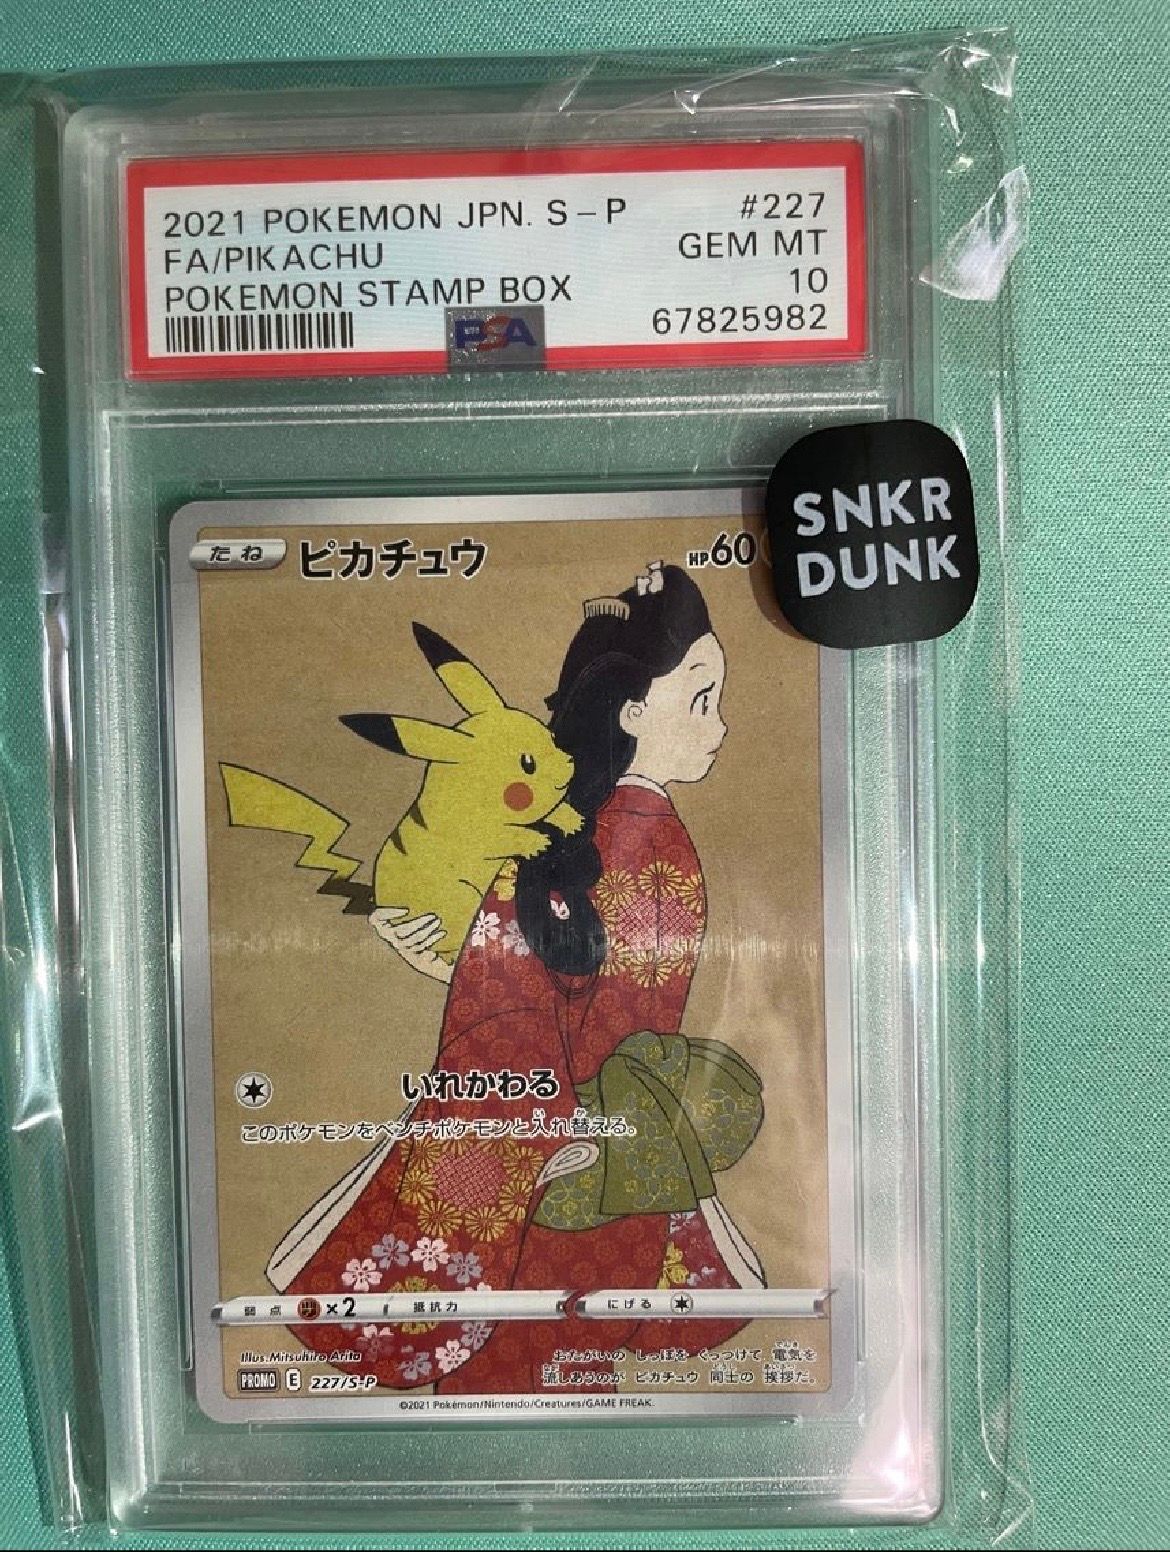 2021 POKEMON JPN. S-P #227
FA/PIKACHU GEM MT
POKEMON STAMP BOX 10
67825982
PSA
SNKR
DUNK
たね ピカチュウ HP60
いれかわる
このポケモンをベンチポケモンと入れ替える。
弱点 ×2 抵抗力 にげる
Illus. Mitsuhiro Arita
おたがいの しっぽを くっつけて 電気を
流しあうのが ピカチュウ 同士の 挨拶だ。
PROMO E 227/S-P
©2021 Pokémon/Nintendo/Creatures/GAME FREAK.